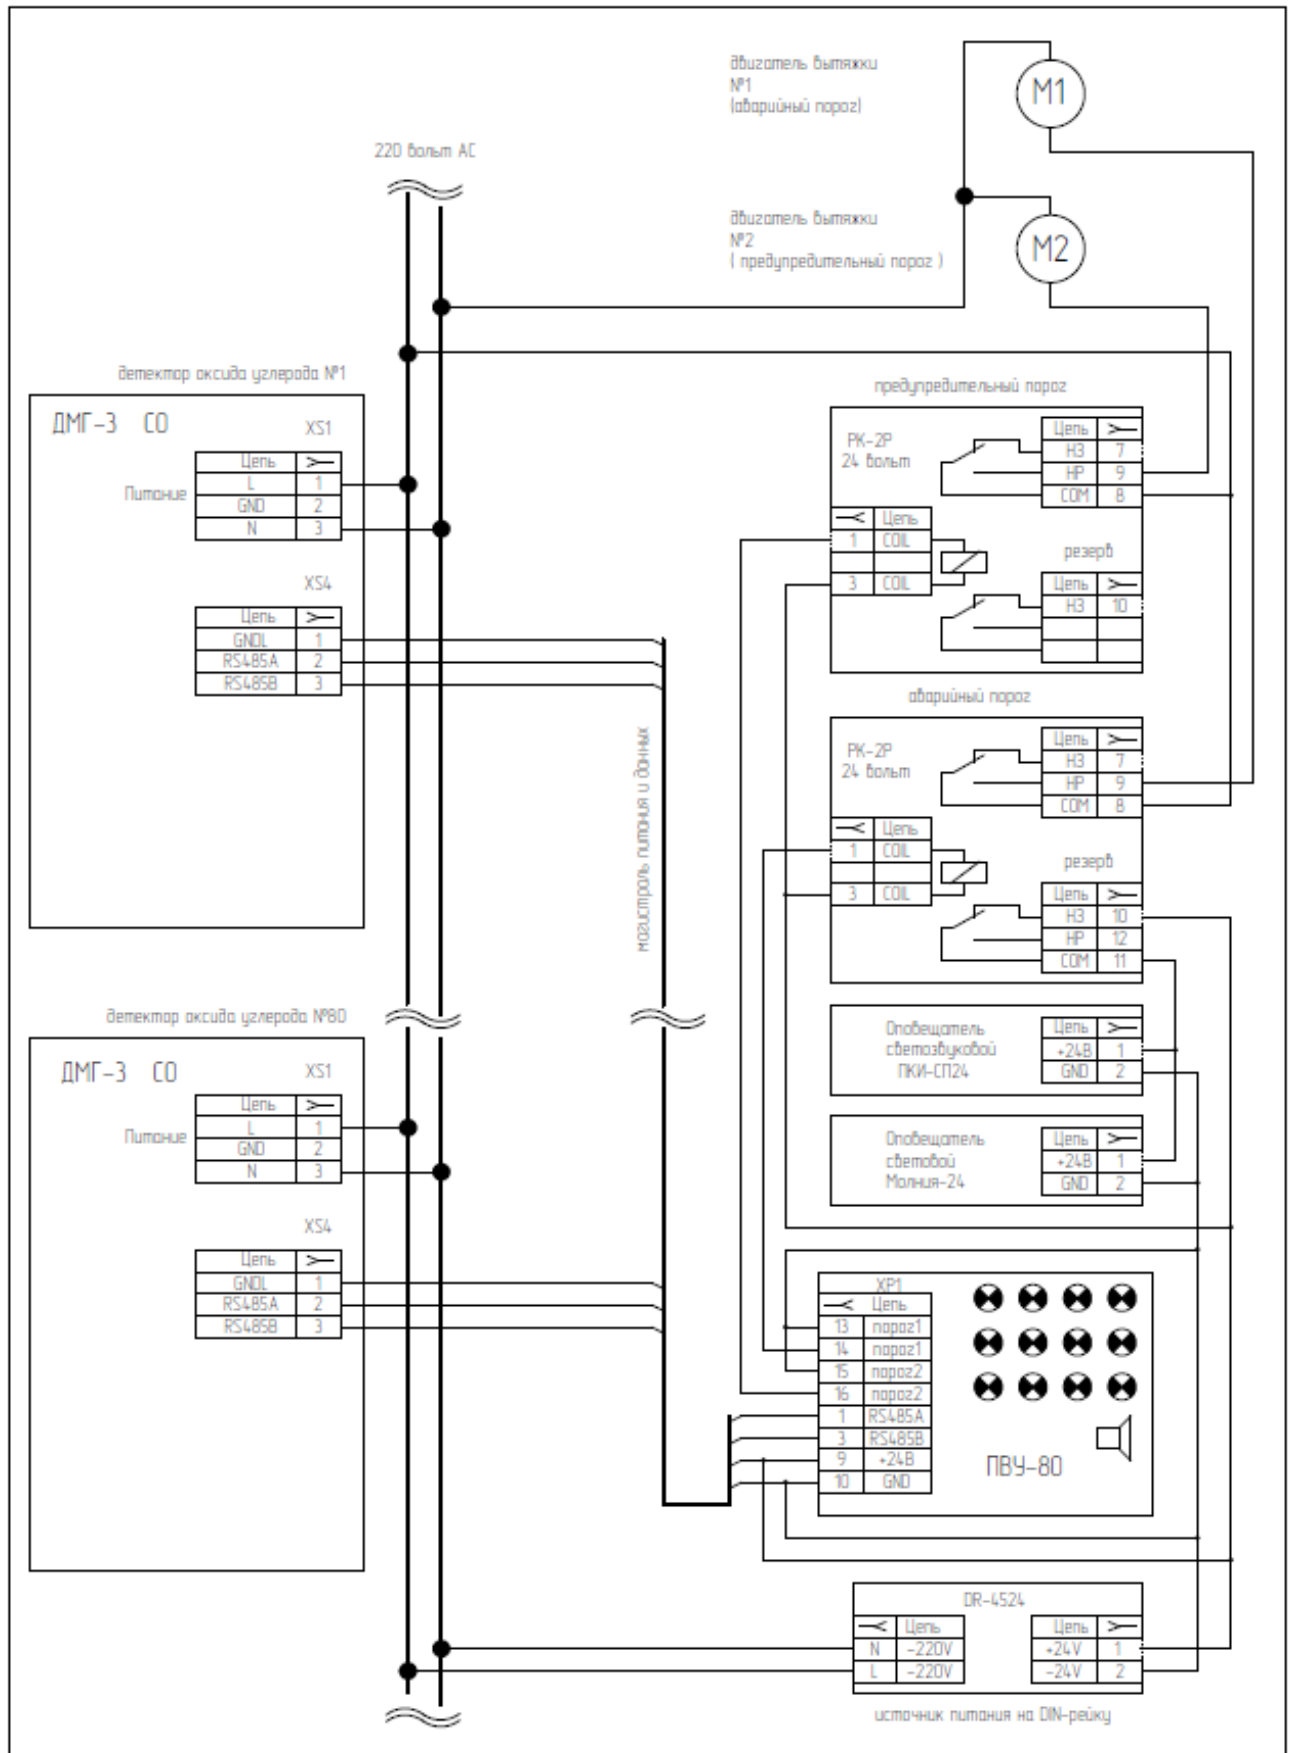 двигатель вытяжки
№1
(аварийный порог)
M1
220 вольт AC
двигатель вытяжки
№2
( предупредительный порог )
M2
детектор оксида углерода №1
ДМГ-3 CO
XS1
Питание
Цепь
L 1
GND 2
N 3
XS4
Цепь
GNDL 1
RS485A 2
RS485B 3
предупредительный порог
РК-2Р
24 вольт
Цепь
НЗ 7
НР 9
COM 8
Цепь
1 COIL
3 COIL
резерв
Цепь
НЗ 10
магистраль питания и данных
аварийный порог
РК-2Р
24 вольт
Цепь
НЗ 7
НР 9
COM 8
Цепь
1 COIL
3 COIL
резерв
Цепь
НЗ 10
НР 12
COM 11
детектор оксида углерода №80
ДМГ-3 CO
XS1
Питание
Цепь
L 1
GND 2
N 3
XS4
Цепь
GNDL 1
RS485A 2
RS485B 3
Оповещатель
светозвуковой
ПКИ-СП24
Цепь
+24В 1
GND 2
Оповещатель
световой
Молния-24
Цепь
+24В 1
GND 2
XP1
Цепь
13 порог1
14 порог1
15 порог2
16 порог2
1 RS485A
3 RS485B
9 +24В
10 GND
ПВУ-80
DR-4524
Цепь
N ~220V
L ~220V
Цепь
+24V 1
-24V 2
источник питания на DIN-рейку